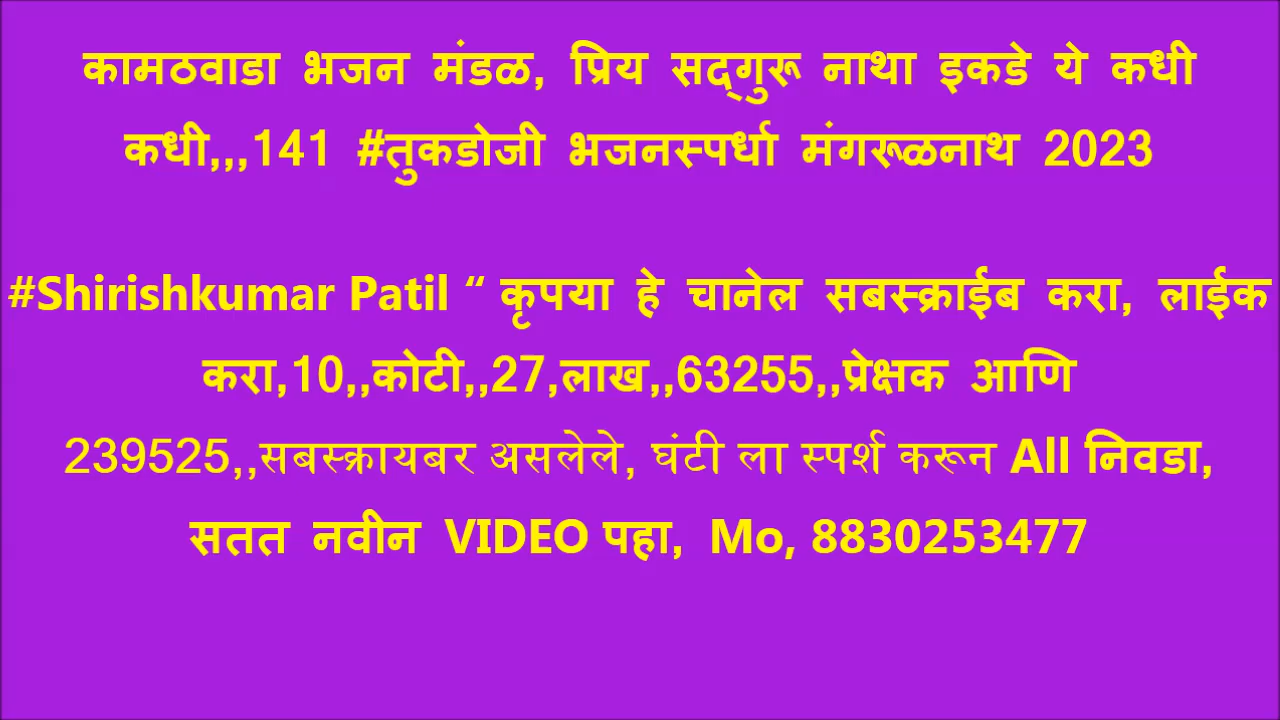 कामठवाडा भजन मंडळ, प्रिय सद्‌गुरू नाथा इकडे ये कधी
कधी,,,141 #तुकडोजी भजनस्पर्धा मंगरूळनाथ 2023
#Shirishkumar Patil “ कृपया हे चानेल सबस्क्राईब करा, लाईक
करा,10,,कोटी,,27,लाख,,63255,,प्रेक्षक आणि
239525,,सबस्क्रायबर असलेले, घंटी ला स्पर्श करून All निवडा,
सतत नवीन VIDEO पहा, Mo, 8830253477